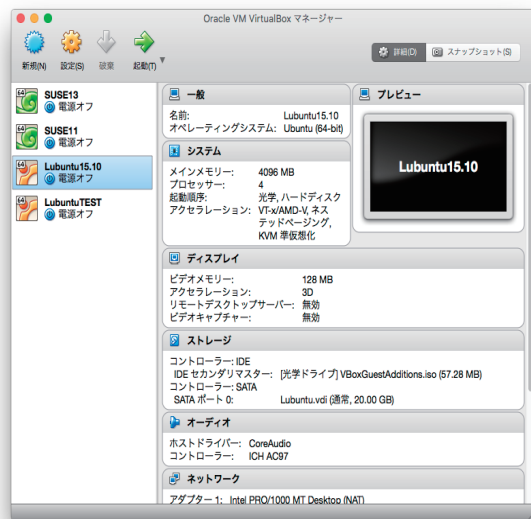 Oracle VM VirtualBox マネージャー
新規(N) 設定(S) 破棄 起動(T)
詳細(D) スナップショット(S)
64 SUSE13
電源オフ
64 SUSE11
電源オフ
64 Lubuntu15.10
電源オフ
64 LubuntuTEST
電源オフ
一般
名前: Lubuntu15.10
オペレーティングシステム: Ubuntu (64-bit)
システム
メインメモリー: 4096 MB
プロセッサー: 4
起動順序: 光学, ハードディスク
アクセラレーション: VT-x/AMD-V, ネス
テッドページング,
KVM 準仮想化
プレビュー
Lubuntu15.10
ディスプレイ
ビデオメモリー: 128 MB
アクセラレーション: 3D
リモートデスクトップサーバー: 無効
ビデオキャプチャー: 無効
ストレージ
コントローラー: IDE
IDE セカンダリマスター: [光学ドライブ] VBoxGuestAdditions.iso (57.28 MB)
コントローラー: SATA
SATA ポート 0: Lubuntu.vdi (通常, 20.00 GB)
オーディオ
ホストドライバー: CoreAudio
コントローラー: ICH AC97
ネットワーク
アダプター 1: Intel PRO/1000 MT Desktop (NAT)